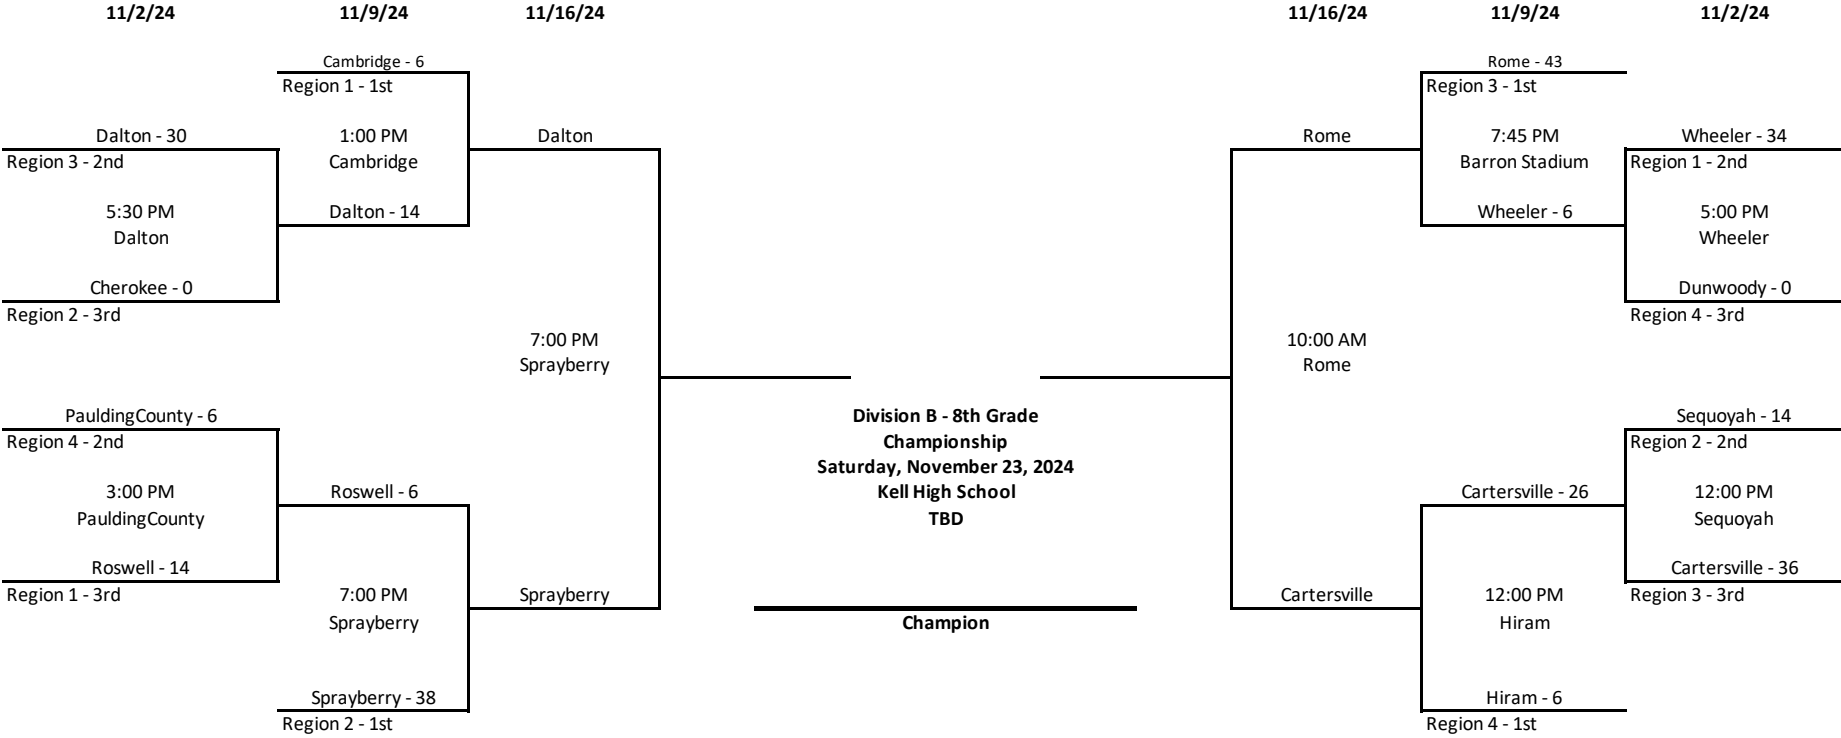 11/2/24 11/9/24 11/16/24 11/16/24 11/9/24 11/2/24
Cambridge - 6 Rome - 43
Region 1 - 1st Region 3 - 1st
Dalton - 30 1:00 PM Dalton Rome 7:45 PM Wheeler - 34
Region 3 - 2nd Cambridge Barron Stadium Region 1 - 2nd
5:30 PM Dalton - 14 Wheeler - 6 5:00 PM
Dalton Wheeler
Cherokee - 0 Dunwoody - 0
Region 2 - 3rd Region 4 - 3rd
7:00 PM 10:00 AM
Sprayberry Rome
PauldingCounty - 6 Division B - 8th Grade Sequoyah - 14
Region 4 - 2nd Championship Region 2 - 2nd
Saturday, November 23, 2024
3:00 PM Roswell - 6 Kell High School Cartersville - 26 12:00 PM
PauldingCounty TBD Sequoyah
Roswell - 14 Cartersville - 36
Region 1 - 3rd 7:00 PM Sprayberry Cartersville 12:00 PM Region 3 - 3rd
Sprayberry Champion Hiram
Sprayberry - 38 Hiram - 6
Region 2 - 1st Region 4 - 1st